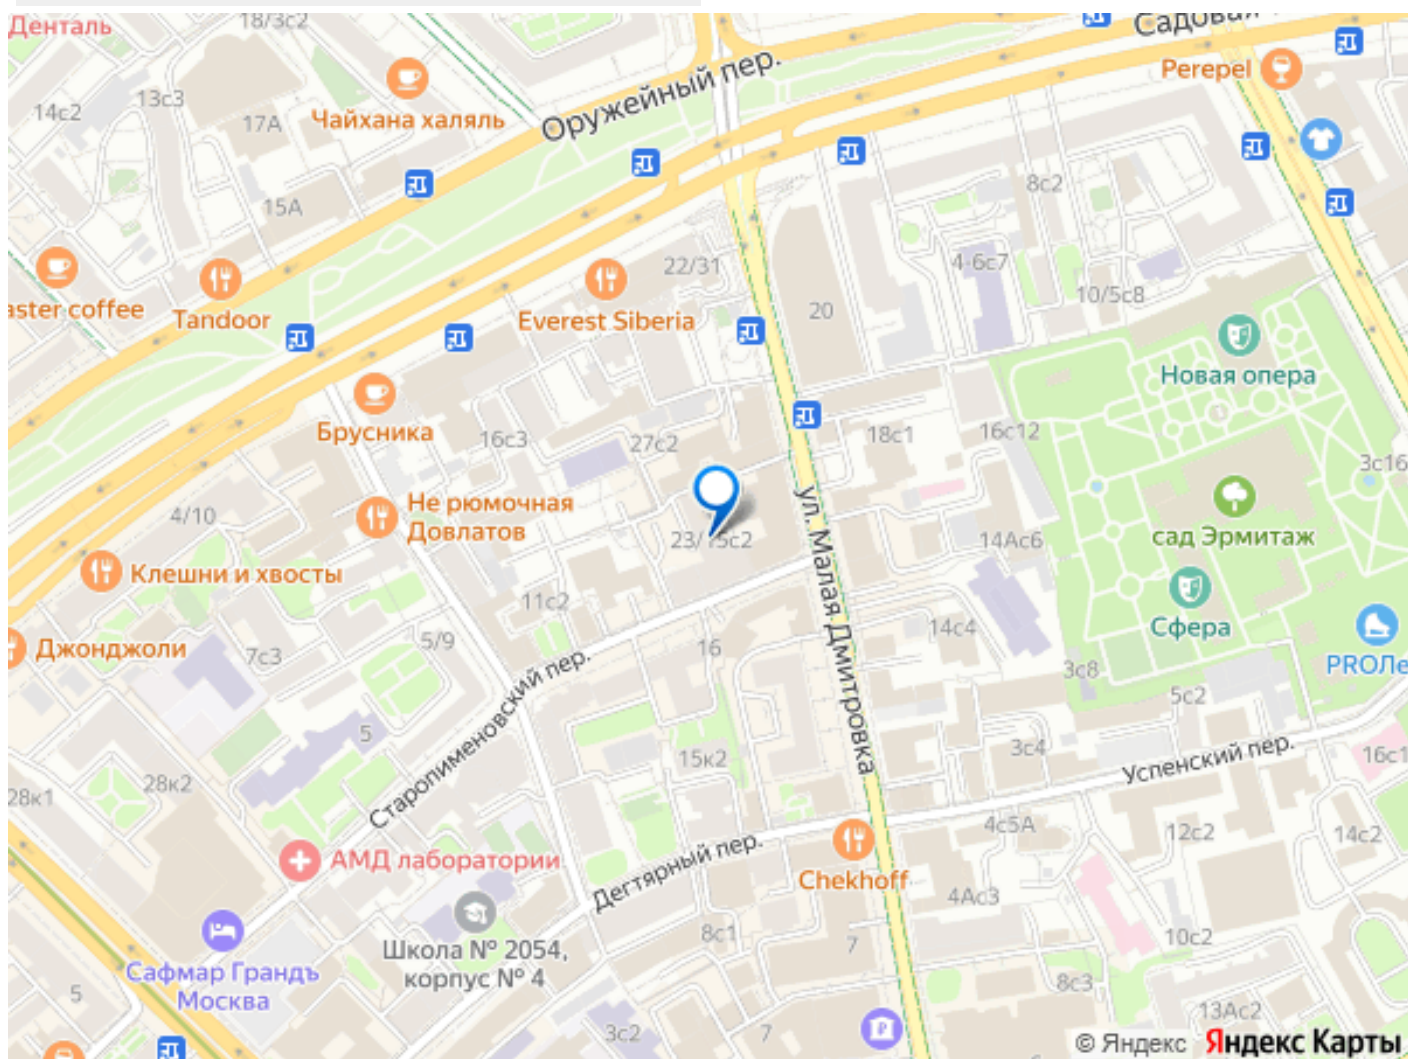 Денталь
18/3с2
Садовая
Perepel
14с2
13с3
17А
Чайхана халяль
Оружейный пер.
8с2
15А
22/31
4-6с7
10/5с8
aster coffee
Tandoor
Everest Siberia
20
Новая опера
Брусника
16с3
27с2
18с1
16с12
3с16
Не рюмочная
Довлатов
4/10
23/15с2
ул. Малая Дмитровка
14Ас6
сад Эрмитаж
Клешни и хвосты
11с2
Джонджоли
7с3
5/9
16
14с4
Сфера
3с8
PROЛе
Старопименовский пер.
5с2
5
15к2
3с4
Успенский пер.
16с1
28к1
28к2
4с5А
12с2
14с2
АМД лаборатории
Дегтярный пер.
Chekhoff
4Ас3
Школа № 2054,
корпус № 4
8с1
7
10с2
Сафмар Грандъ
Москва
5
8с3
3с2
7
13Ас2
© Яндекс Яндекс Карты